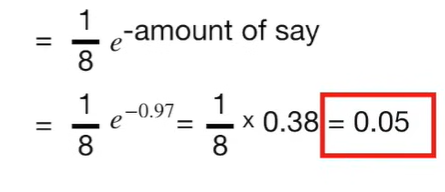 = 1/8 e^-amount of say
= 1/8 e^-0.97 = 1/8 × 0.38 = 0.05